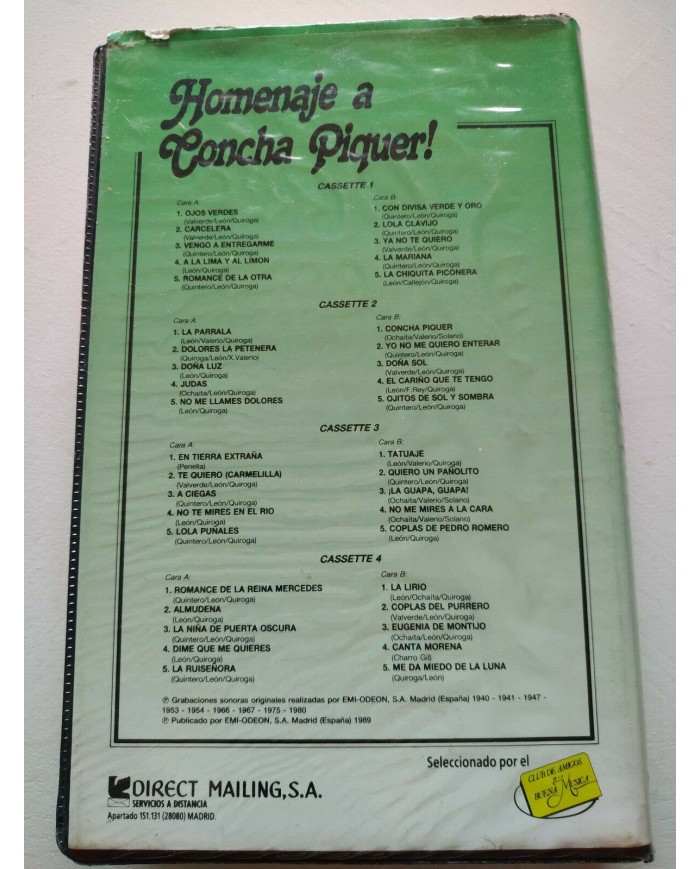 Homenaje a
Concha Piquer!
CASSETTE 1
Cara A:
1. OJOS VERDES
(Valverde/León/Quiroga)
2. CARCELERA
(Valverde/León/Quiroga)
3. VENGO A ENTREGARME
(Quintero/León/Quiroga)
4. A LA LIMA Y AL LIMON
(León/Quiroga)
5. ROMANCE DE LA OTRA
(Quintero/León/Quiroga)
Cara B:
1. CON DIVISA VERDE Y ORO
(Quintero/León/Quiroga)
2. LOLA CLAVIJO
(Quintero/León/Quiroga)
3. YA NO TE QUIERO
(Valverde/León/Quiroga)
4. LA MARIANA
(Quintero/León/Quiroga)
5. LA CHIQUITA PICONERA
(León/Callejón/Quiroga)
CASSETTE 2
Cara A:
1. LA PARRALA
(León/Valerio/Quiroga)
2. DOLORES LA PETENERA
(Quiroga/León/X.Valerio)
3. DOÑA LUZ
(León/Quiroga)
4. JUDAS
(Ochaita/León/Quiroga)
5. NO ME LLAMES DOLORES
(León/Quiroga)
Cara B:
1. CONCHA PIQUER
(Ochaita/Valerio/Solano)
2. YO NO ME QUIERO ENTERAR
(Quintero/León/Quiroga)
3. DOÑA SOL
(Valverde/León/Quiroga)
4. EL CARIÑO QUE TE TENGO
(León/F.Rey/Quiroga)
5. OJITOS DE SOL Y SOMBRA
(Quintero/León/Quiroga)
CASSETTE 3
Cara A:
1. EN TIERRA EXTRAÑA
(Penella)
2. TE QUIERO (CARMELILLA)
(Valverde/León/Quiroga)
3. A CIEGAS
(Quintero/León/Quiroga)
4. NO TE MIRES EN EL RIO
(León/Quiroga)
5. LOLA PUÑALES
(Quintero/León/Quiroga)
Cara B:
1. TATUAJE
(León/Valerio/Quiroga)
2. QUIERO UN PAÑOLITO
(Quintero/León/Quiroga)
3. ¡LA GUAPA, GUAPA!
(Ochaita/Valerio/Solano)
4. NO ME MIRES A LA CARA
(Ochaita/Valerio/Solano)
5. COPLAS DE PEDRO ROMERO
(León/Quiroga)
CASSETTE 4
Cara A:
1. ROMANCE DE LA REINA MERCEDES
(Quintero/León/Quiroga)
2. ALMUDENA
(León/Quiroga)
3. LA NIÑA DE PUERTA OSCURA
(Quintero/León/Quiroga)
4. DIME QUE ME QUIERES
(León/Quiroga)
5. LA RUISEÑORA
(Quintero/León/Quiroga)
Cara B:
1. LA LIRIO
(León/Ochaita/Quiroga)
2. COPLAS DEL PURRERO
(Valverde/León/Quiroga)
3. EUGENIA DE MONTIJO
(Ochaita/León/Quiroga)
4. CANTA MORENA
(Charro Gil)
5. ME DA MIEDO DE LA LUNA
(Quiroga/León)
℗ Grabaciones sonoras originales realizadas por EMI-ODEON, S.A. Madrid (España) 1940 - 1941 - 1947 -
1953 - 1954 - 1966 - 1967 - 1975 - 1980
℗ Publicado por EMI-ODEON, S.A. Madrid (España) 1989
Seleccionado por el
CLUB DE AMIGOS
DE LA
BUENA MUSICA
DIRECT MAILING, S.A.
SERVICIOS A DISTANCIA
Apartado 151.131 (28080) MADRID.